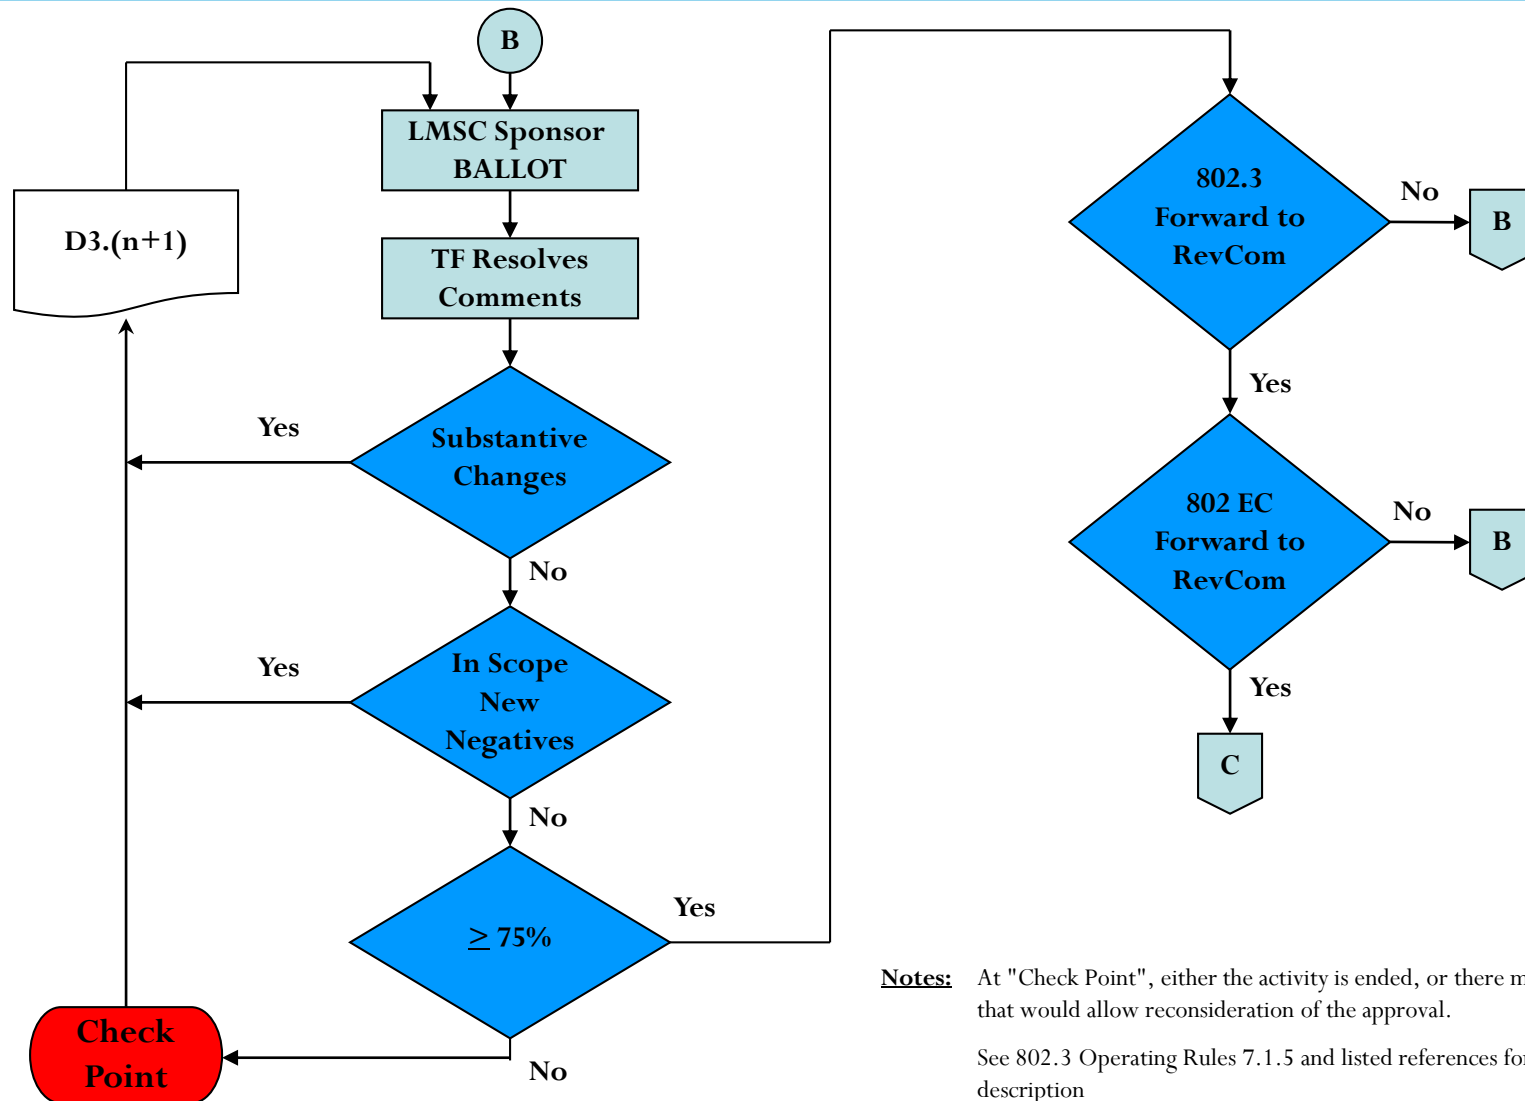 B
LMSC Sponsor
BALLOT
D3.(n+1)
TF Resolves
Comments
Yes
Substantive
Changes
No
Yes
In Scope
New
Negatives
No
≥ 75%
Yes
No
Check
Point
802.3
Forward to
RevCom
No
B
Yes
802 EC
Forward to
RevCom
No
B
Yes
C
Notes: At "Check Point", either the activity is ended, or there m
that would allow reconsideration of the approval.
See 802.3 Operating Rules 7.1.5 and listed references for
description